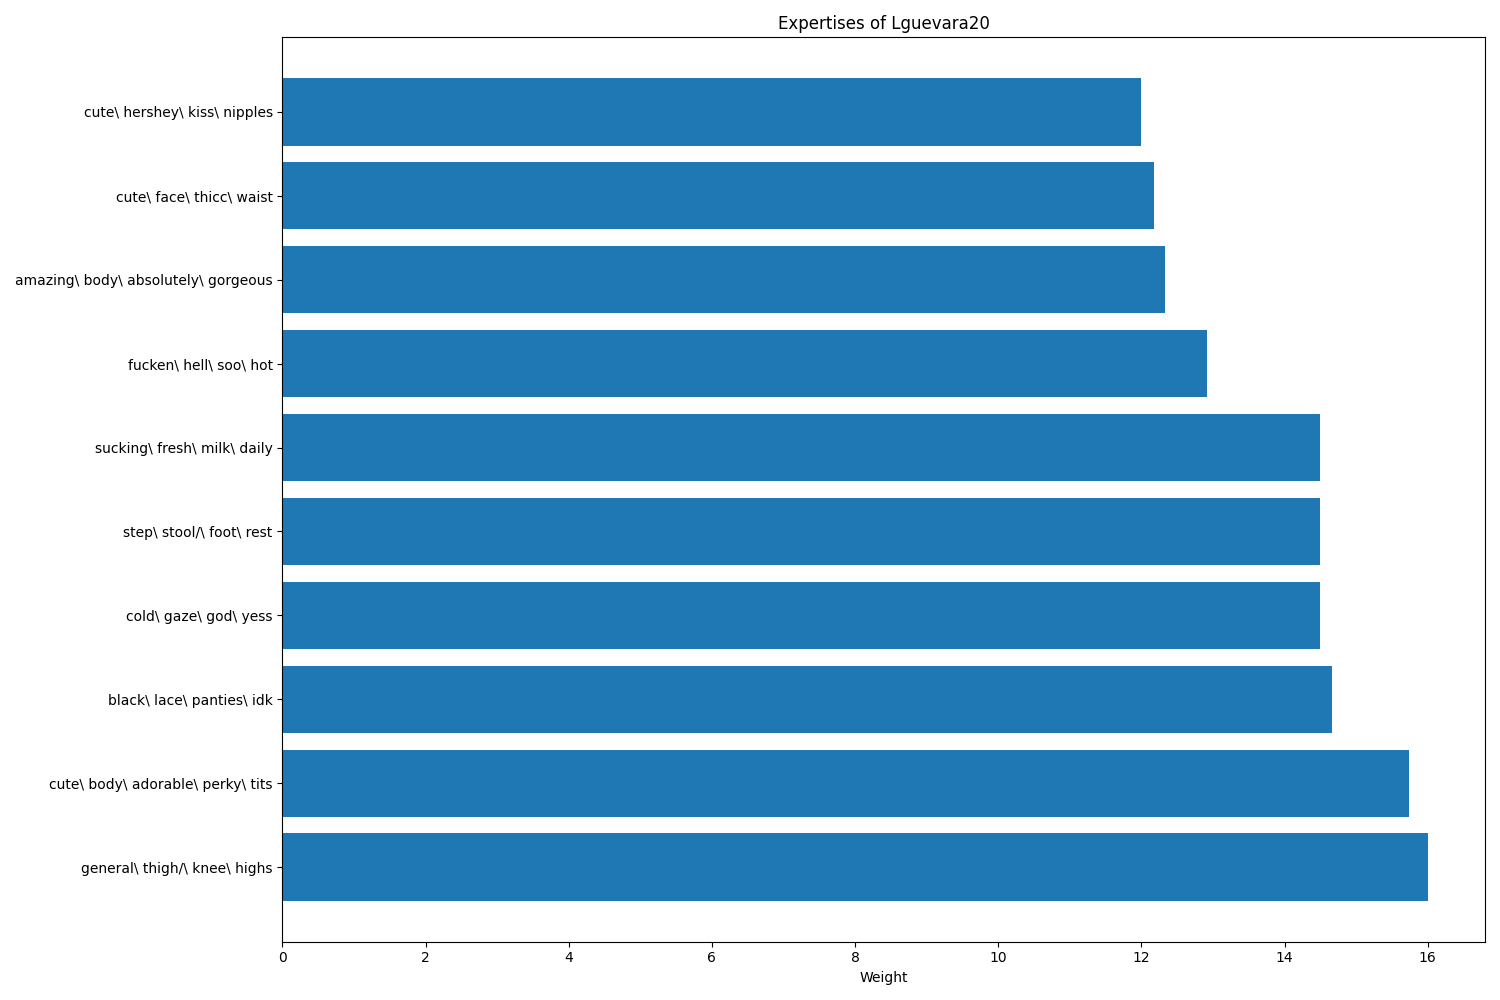 Expertises of Lguevara20
cute\ hershey\ kiss\ nipples
cute\ face\ thicc\ waist
amazing\ body\ absolutely\ gorgeous
fucken\ hell\ soo\ hot
sucking\ fresh\ milk\ daily
step\ stool/\ foot\ rest
cold\ gaze\ god\ yess
black\ lace\ panties\ idk
cute\ body\ adorable\ perky\ tits
general\ thigh/\ knee\ highs
0 2 4 6 8 10 12 14 16
Weight